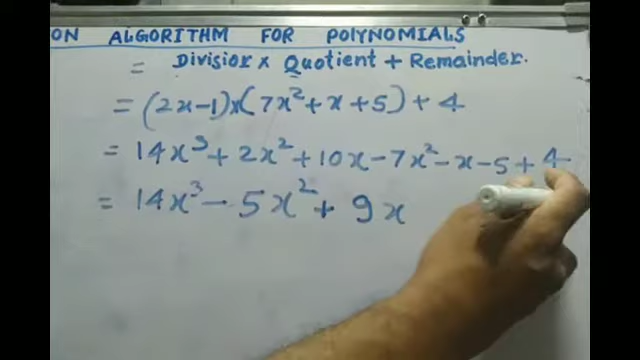 ON ALGORITHM FOR POLYNOMIALS
= Divisior x Quotient + Remainder.
= (2x-1)x(7x²+x+5)+4
= 14x³+2x²+10x-7x²-x-5+4
= 14x³-5x²+9x